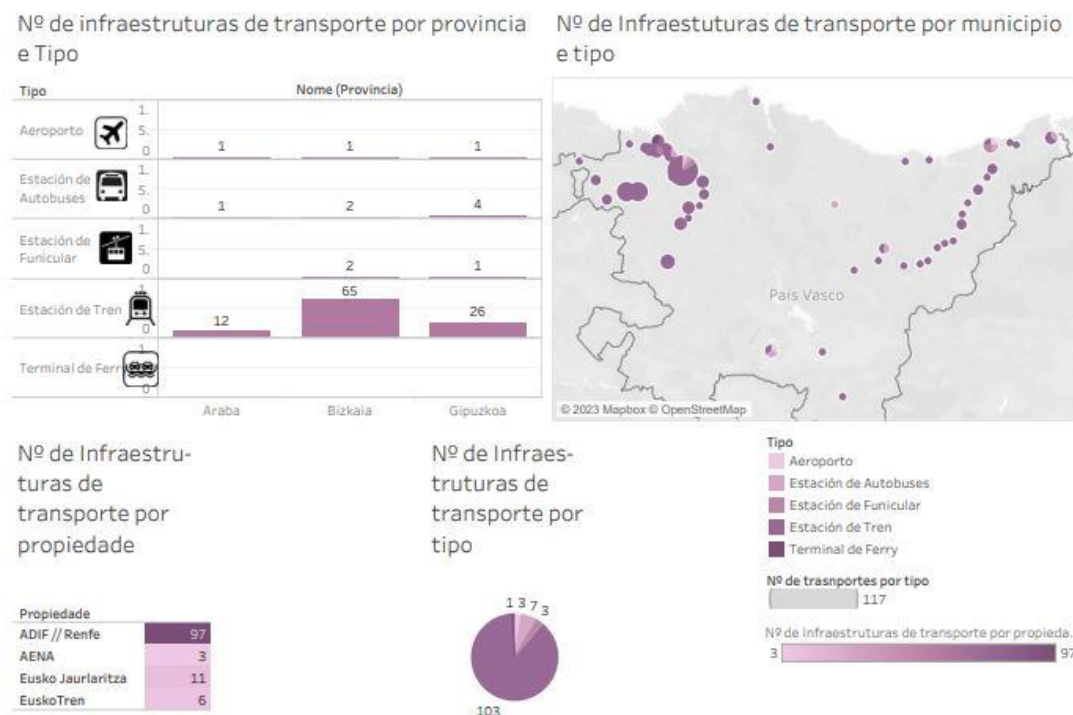 Nº de infraestruturas de transporte por provincia
e Tipo
Nº de Infraestuturas de transporte por municipio
e tipo
Tipo
Nome (Provincia)
1.
Aeroporto
5.
0
1
1
1
Estación de
Autobuses
1.
5.
0
1
2
4
Estación de
Funicular
1.
5.
0
2
1
Estación de Tren
1
0
12
65
26
Terminal de Ferr
1
0
Araba
Bizkaia
Gipuzkoa
País Vasco
© 2023 Mapbox © OpenStreetMap
Nº de Infraestru-
turas de
transporte por
propiedade
Propiedade
ADIF // Renfe 97
AENA 3
Eusko Jaurlaritza 11
EuskoTren 6
Nº de Infraes-
truturas de
transporte por
tipo
1 3 7 3
103
Tipo
Aeroporto
Estación de Autobuses
Estación de Funicular
Estación de Tren
Terminal de Ferry
Nº de trasnportes por tipo
117
Nº de Infraestruturas de transporte por propieda..
3
97